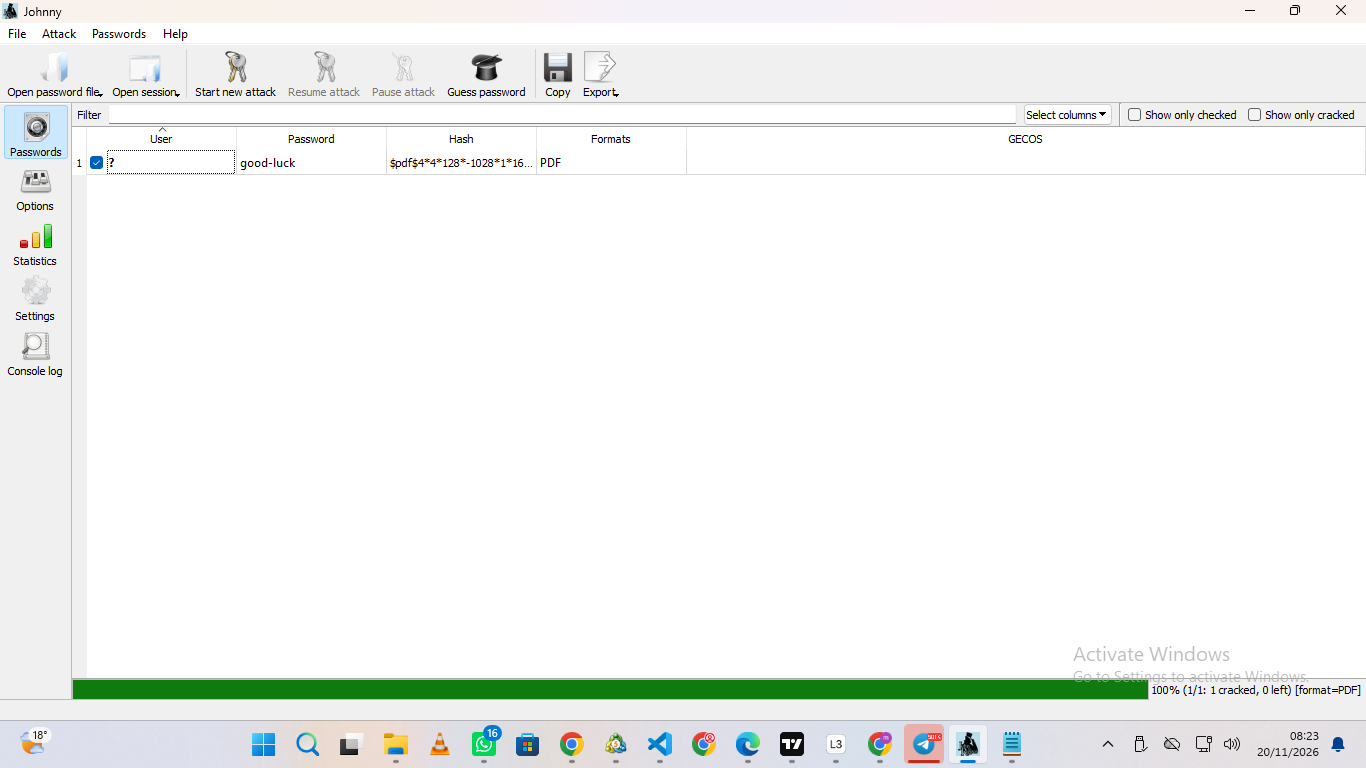 Johnny
File Attack Passwords Help
Open password file Open session Start new attack Resume attack Pause attack Guess password Copy Export
Filter Select columns Show only checked Show only cracked
Passwords
Options
Statistics
Settings
Console log
User Password Hash Formats GECOS
1 ? good-luck $pdf$4*4*128*-1028*1*16... PDF
Activate Windows
Go to Settings to activate Windows.
100% (1/1: 1 cracked, 0 left) [format=PDF]
18°
16
L3
m
08:23
20/11/2026